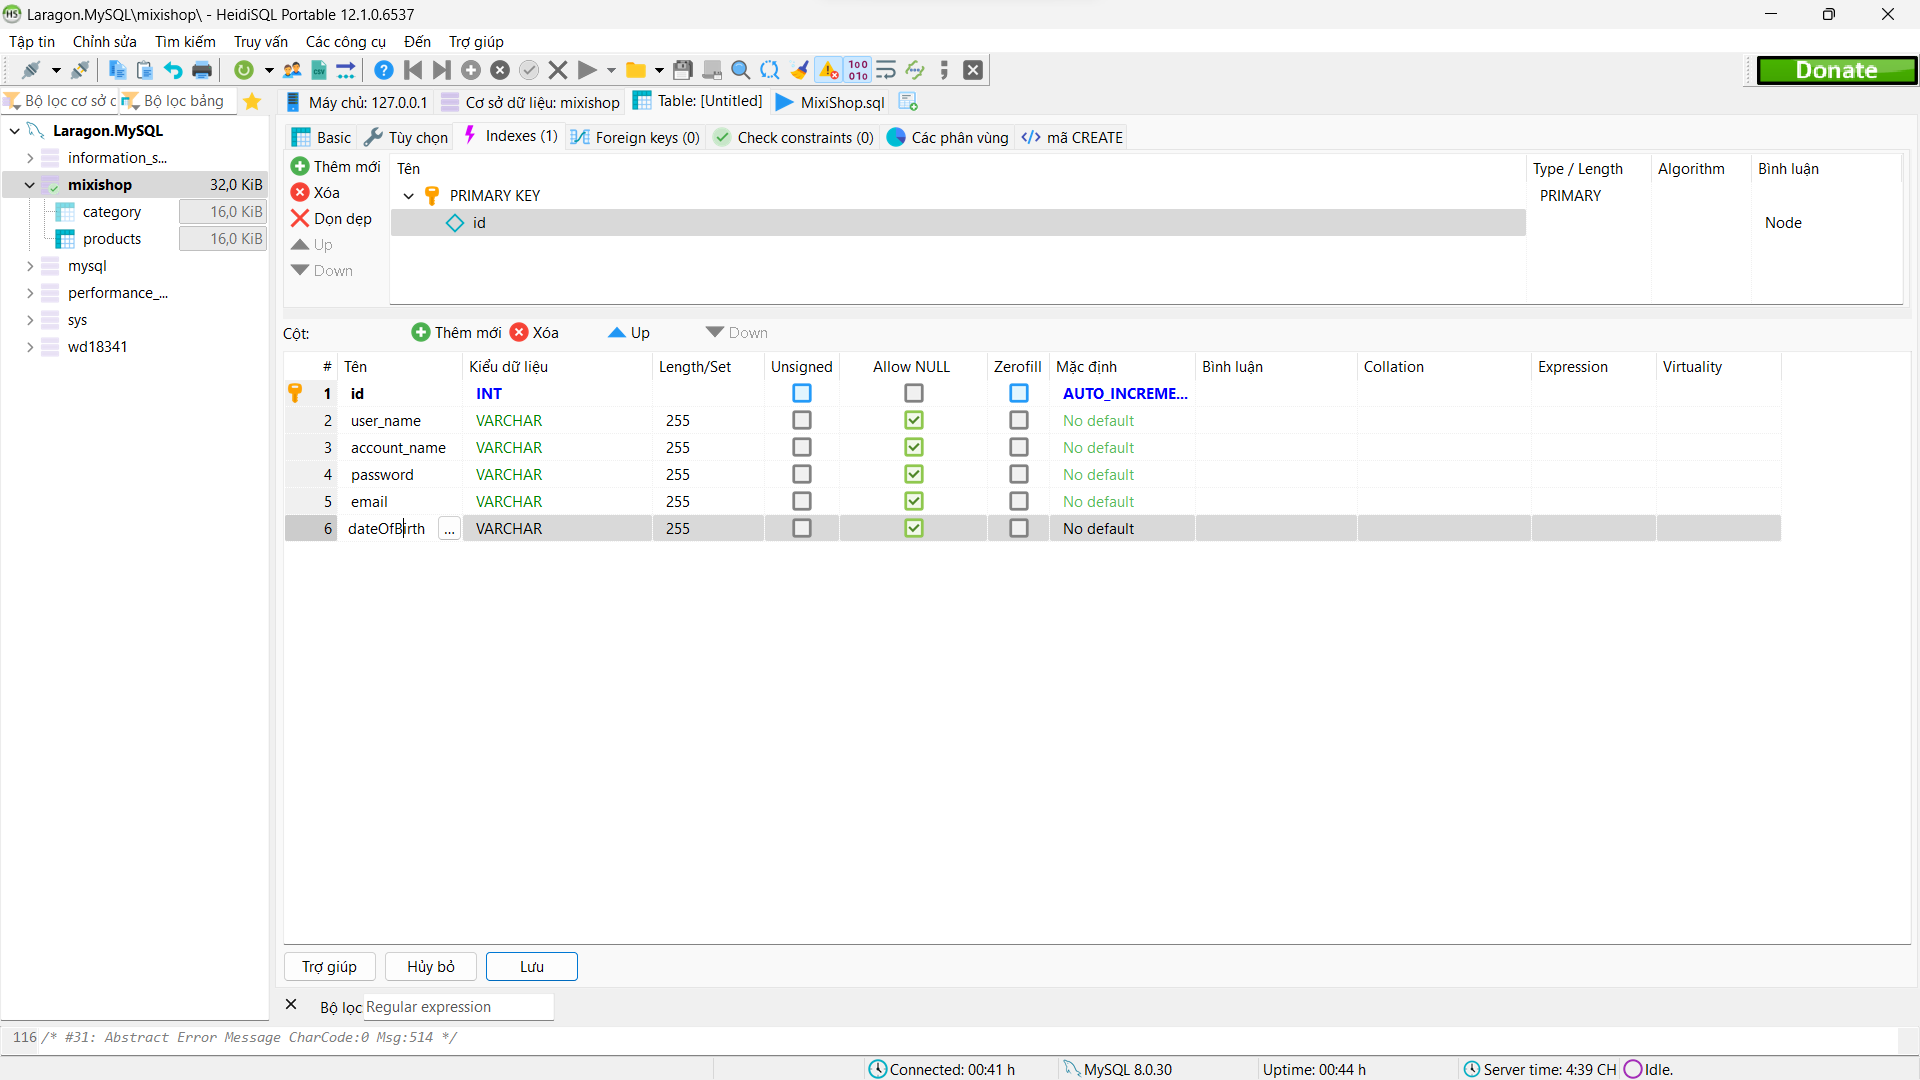 Laragon.MySQL\mixishop\ - HeidiSQL Portable 12.1.0.6537
Tập tin Chỉnh sửa Tìm kiếm Truy vấn Các công cụ Đến Trợ giúp
Donate
Bộ lọc cơ sở c Bộ lọc bảng
Máy chủ: 127.0.0.1 Cơ sở dữ liệu: mixishop Table: [Untitled] MixiShop.sql
Laragon.MySQL
information_s...
mixishop 32,0 KiB
category 16,0 KiB
products 16,0 KiB
mysql
performance_...
sys
wd18341
Basic Tùy chọn Indexes (1) Foreign keys (0) Check constraints (0) Các phân vùng mã CREATE
Thêm mới
Xóa
Dọn dẹp
Up
Down
Tên Type / Length Algorithm Bình luận
PRIMARY KEY PRIMARY
id Node
Cột: Thêm mới Xóa Up Down
# Tên Kiểu dữ liệu Length/Set Unsigned Allow NULL Zerofill Mặc định Bình luận Collation Expression Virtuality
1 id INT AUTO_INCREME...
2 user_name VARCHAR 255 No default
3 account_name VARCHAR 255 No default
4 password VARCHAR 255 No default
5 email VARCHAR 255 No default
6 dateOfBirth ... VARCHAR 255 No default
Trợ giúp Hủy bỏ Lưu
Bộ lọc Regular expression
116 /* #31: Abstract Error Message CharCode:0 Msg:514 */
Connected: 00:41 h MySQL 8.0.30 Uptime: 00:44 h Server time: 4:39 CH Idle.